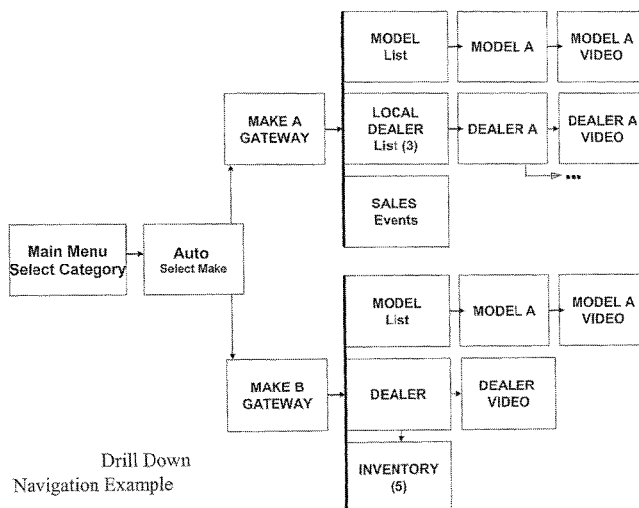 MODEL
List
MODEL A
MODEL A
VIDEO
MAKE A
GATEWAY
LOCAL
DEALER
List (3)
DEALER A
DEALER A
VIDEO
...
SALES
Events
Main Menu
Select Category
Auto
Select Make
MODEL
List
MODEL A
MODEL A
VIDEO
MAKE B
GATEWAY
DEALER
DEALER
VIDEO
INVENTORY
(5)
Drill Down
Navigation Example